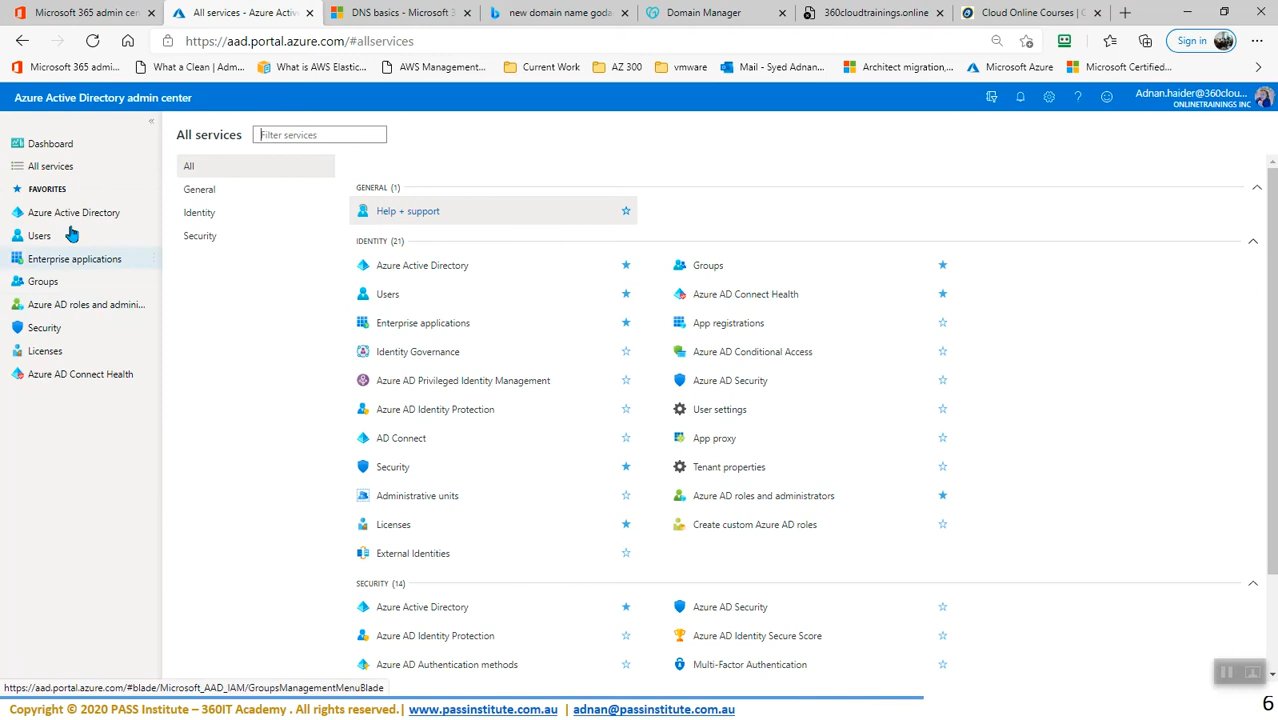 Microsoft 365 admin cen
All services - Azure Activ
DNS basics - Microsoft 3
new domain name goda
Domain Manager
360cloudtrainings.online
Cloud Online Courses | C
https://aad.portal.azure.com/#allservices
Sign in
Microsoft 365 admi...
What a Clean | Adm...
What is AWS Elastic...
AWS Management...
Current Work
AZ 300
vmware
Mail - Syed Adnan...
Architect migration,...
Microsoft Azure
Microsoft Certified...
Azure Active Directory admin center
Adnan.haider@360clou...
ONLINETRAININGS INC
Dashboard
All services
FAVORITES
Azure Active Directory
Users
Enterprise applications
Groups
Azure AD roles and admini...
Security
Licenses
Azure AD Connect Health
All services
Filter services
All
General
Identity
Security
GENERAL (1)
Help + support
IDENTITY (21)
Azure Active Directory
Groups
Users
Azure AD Connect Health
Enterprise applications
App registrations
Identity Governance
Azure AD Conditional Access
Azure AD Privileged Identity Management
Azure AD Security
Azure AD Identity Protection
User settings
AD Connect
App proxy
Security
Tenant properties
Administrative units
Azure AD roles and administrators
Licenses
Create custom Azure AD roles
External Identities
SECURITY (14)
Azure Active Directory
Azure AD Security
Azure AD Identity Protection
Azure AD Identity Secure Score
Azure AD Authentication methods
Multi-Factor Authentication
https://aad.portal.azure.com/#blade/Microsoft_AAD_IAM/GroupsManagementMenuBlade
Copyright © 2020 PASS Institute – 360IT Academy . All rights reserved.| www.passinstitute.com.au | adnan@passinstitute.com.au
6